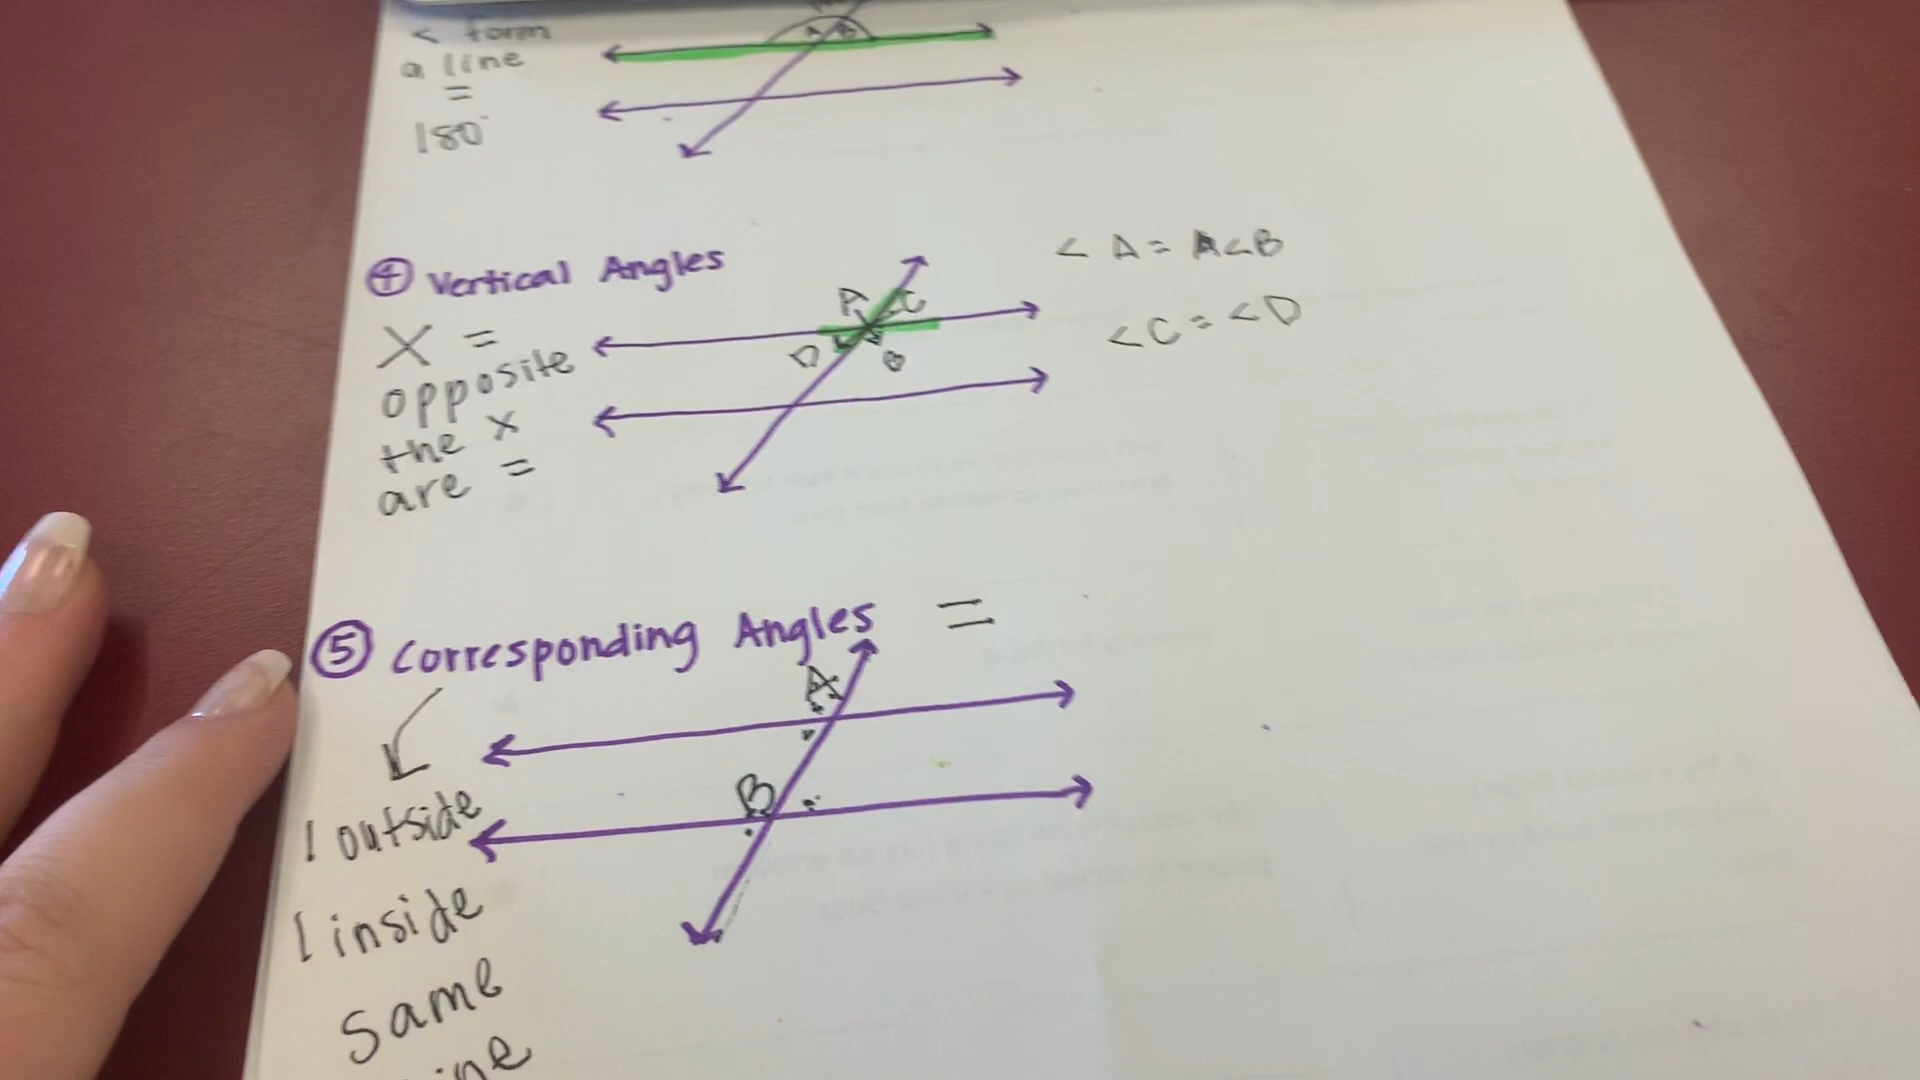 < form
a line
=
180°
A B
④ Vertical Angles
X =
opposite
the x
are =
A C
D B
< A = <B
<C = <D
⑤ Corresponding Angles =
A
B
1 outside
1 inside
same